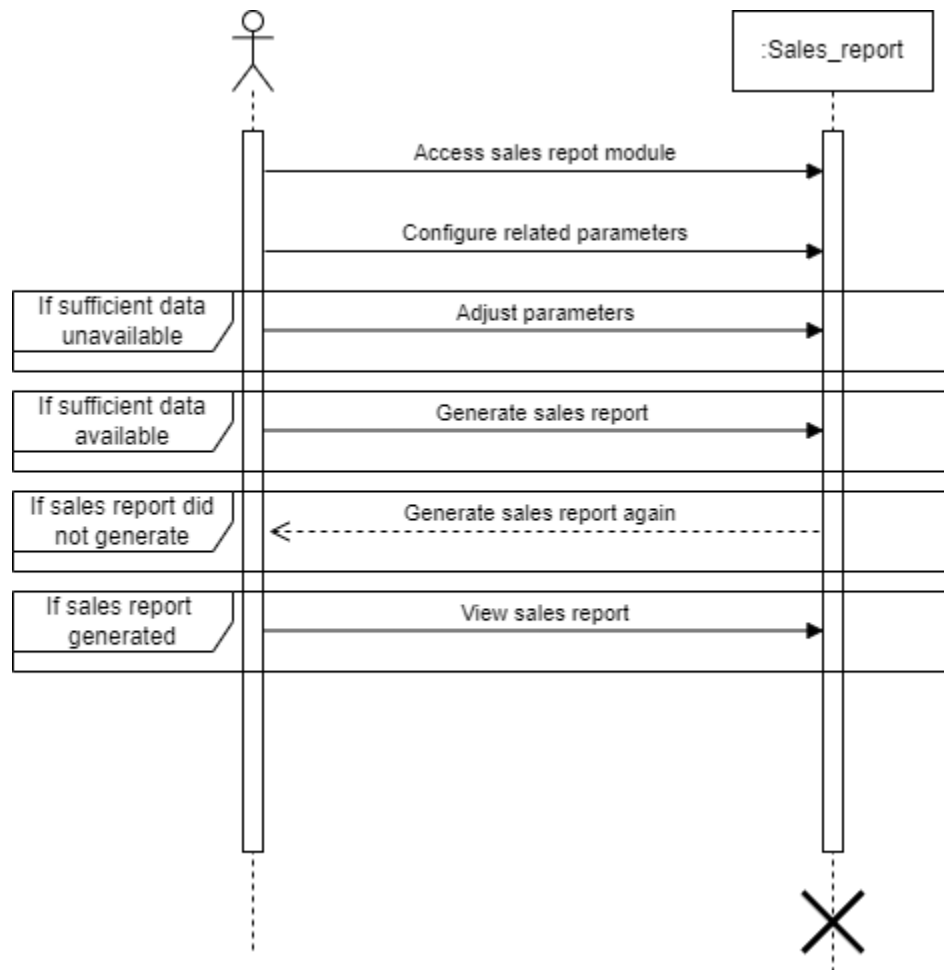 :Sales_report
Access sales repot module
Configure related parameters
If sufficient data
unavailable
Adjust parameters
If sufficient data
available
Generate sales report
If sales report did
not generate
Generate sales report again
If sales report
generated
View sales report